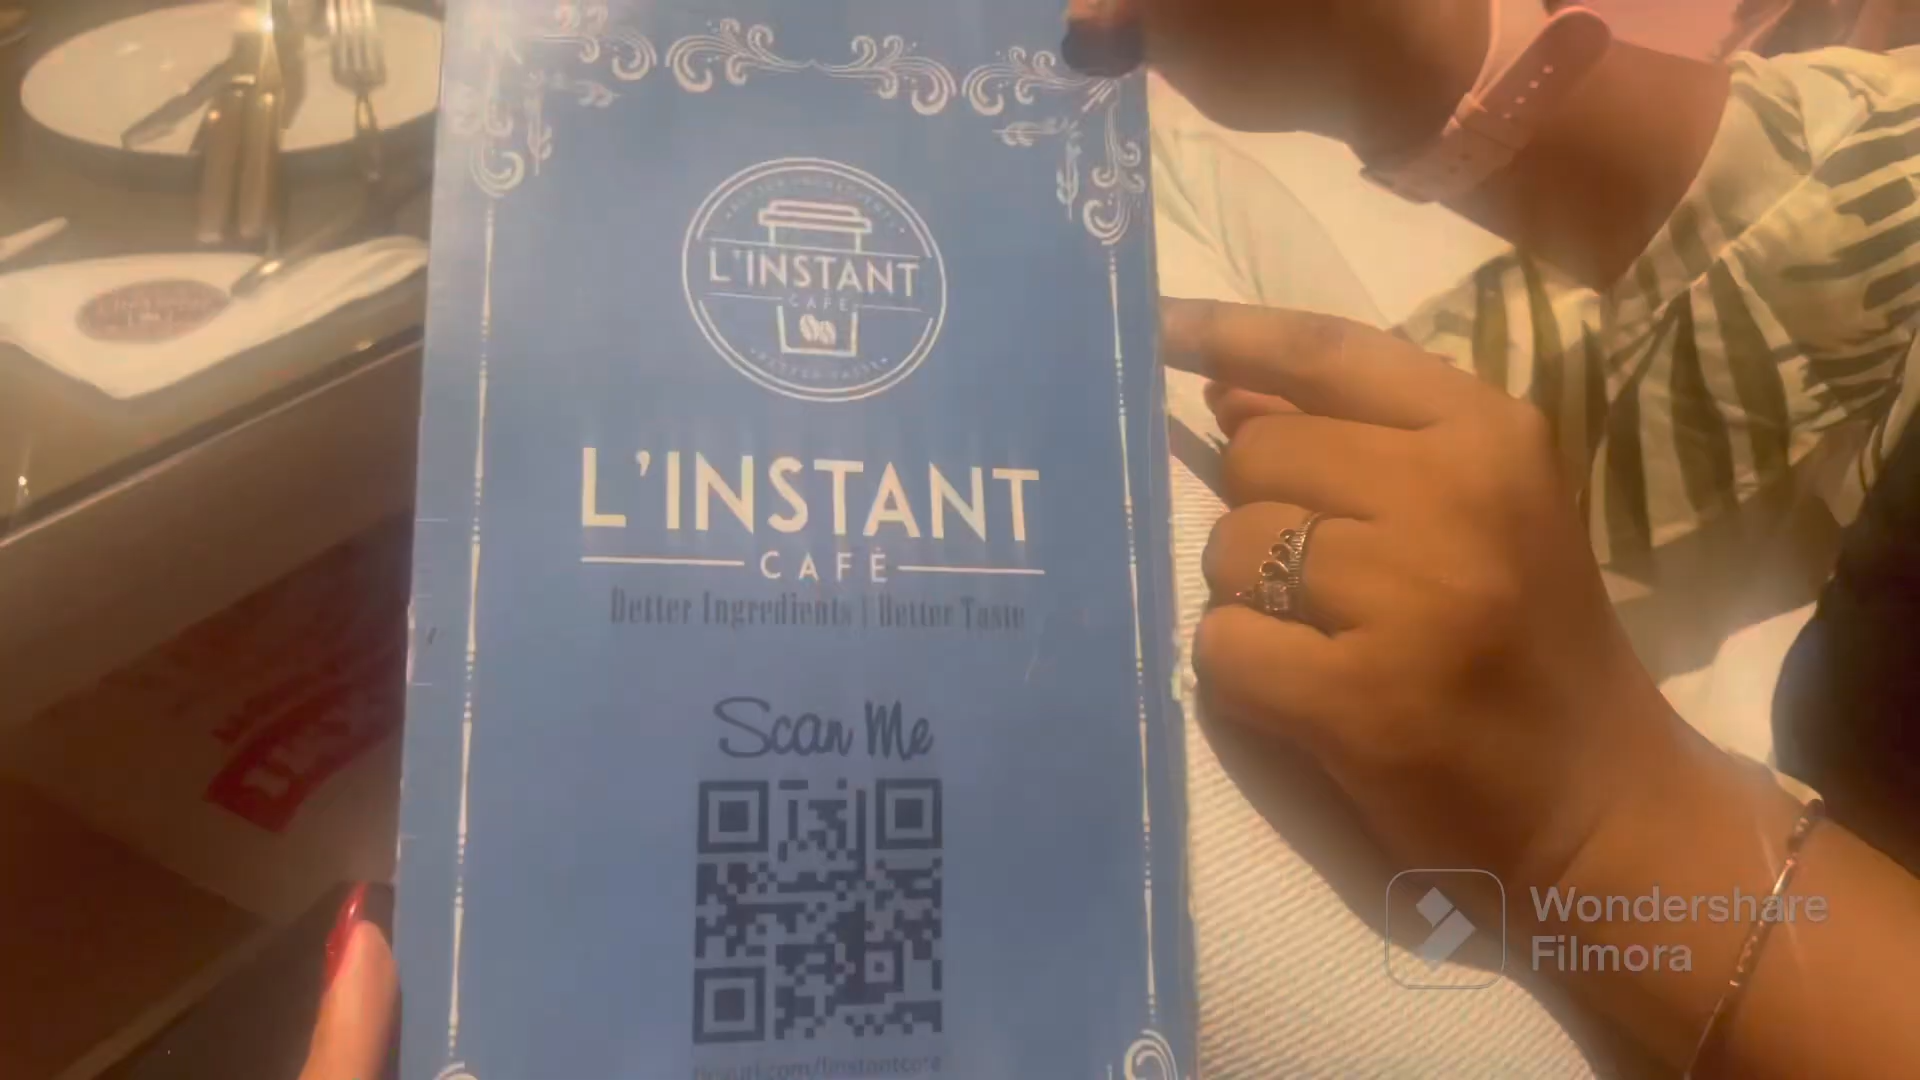 L'INSTANT
CAFÉ
L'INSTANT
CAFÉ
Better Ingredients | Better Taste
Scan Me
Wondershare
Filmora